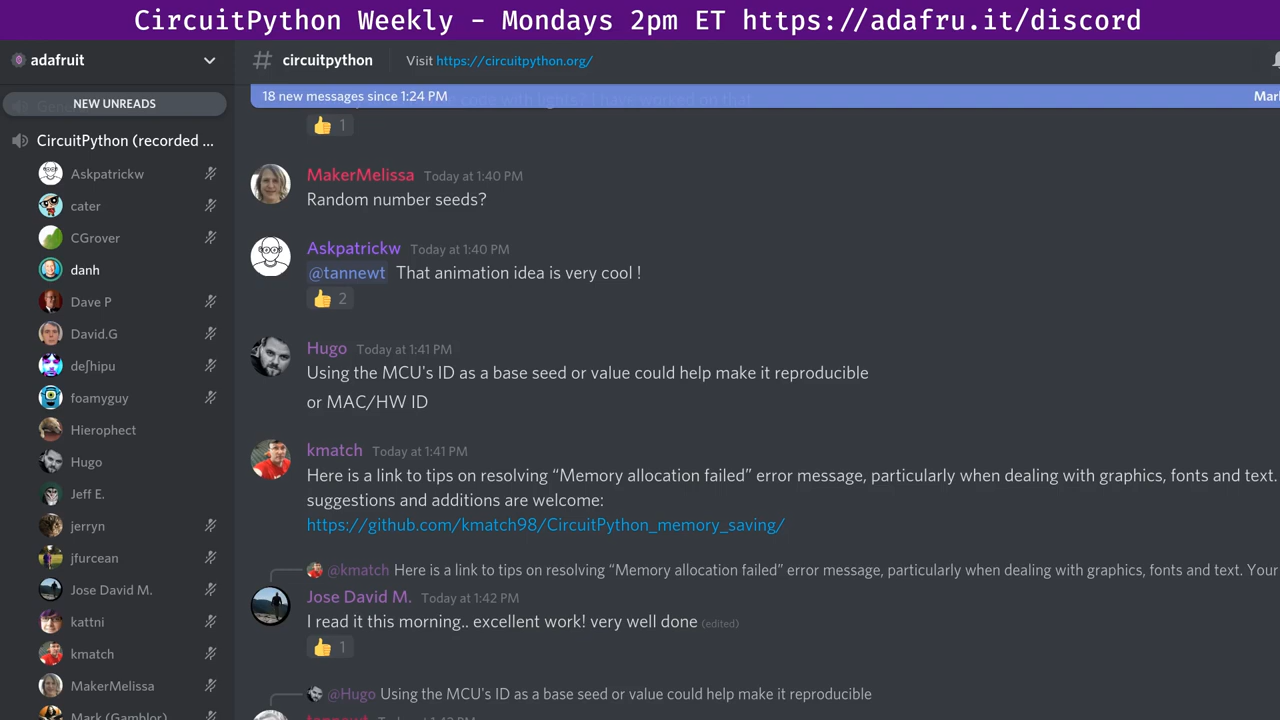 CircuitPython Weekly - Mondays 2pm ET https://adafru.it/discord
adafruit
# circuitpython
Visit https://circuitpython.org/
NEW UNREADS
CircuitPython (recorded ...
Askpatrickw
cater
CGrover
danh
Dave P
David.G
deʃhipu
foamyguy
Hierophect
Hugo
Jeff E.
jerryn
jfurcean
Jose David M.
kattni
kmatch
MakerMelissa
Mark (Gamblor)
18 new messages since 1:24 PM
1
MakerMelissa Today at 1:40 PM
Random number seeds?
Askpatrickw Today at 1:40 PM
@tannewt That animation idea is very cool !
2
Hugo Today at 1:41 PM
Using the MCU's ID as a base seed or value could help make it reproducible
or MAC/HW ID
kmatch Today at 1:41 PM
Here is a link to tips on resolving “Memory allocation failed” error message, particularly when dealing with graphics, fonts and text.
suggestions and additions are welcome:
https://github.com/kmatch98/CircuitPython_memory_saving/
@kmatch Here is a link to tips on resolving “Memory allocation failed” error message, particularly when dealing with graphics, fonts and text. Your
Jose David M. Today at 1:42 PM
I read it this morning.. excellent work! very well done (edited)
1
@Hugo Using the MCU's ID as a base seed or value could help make it reproducible